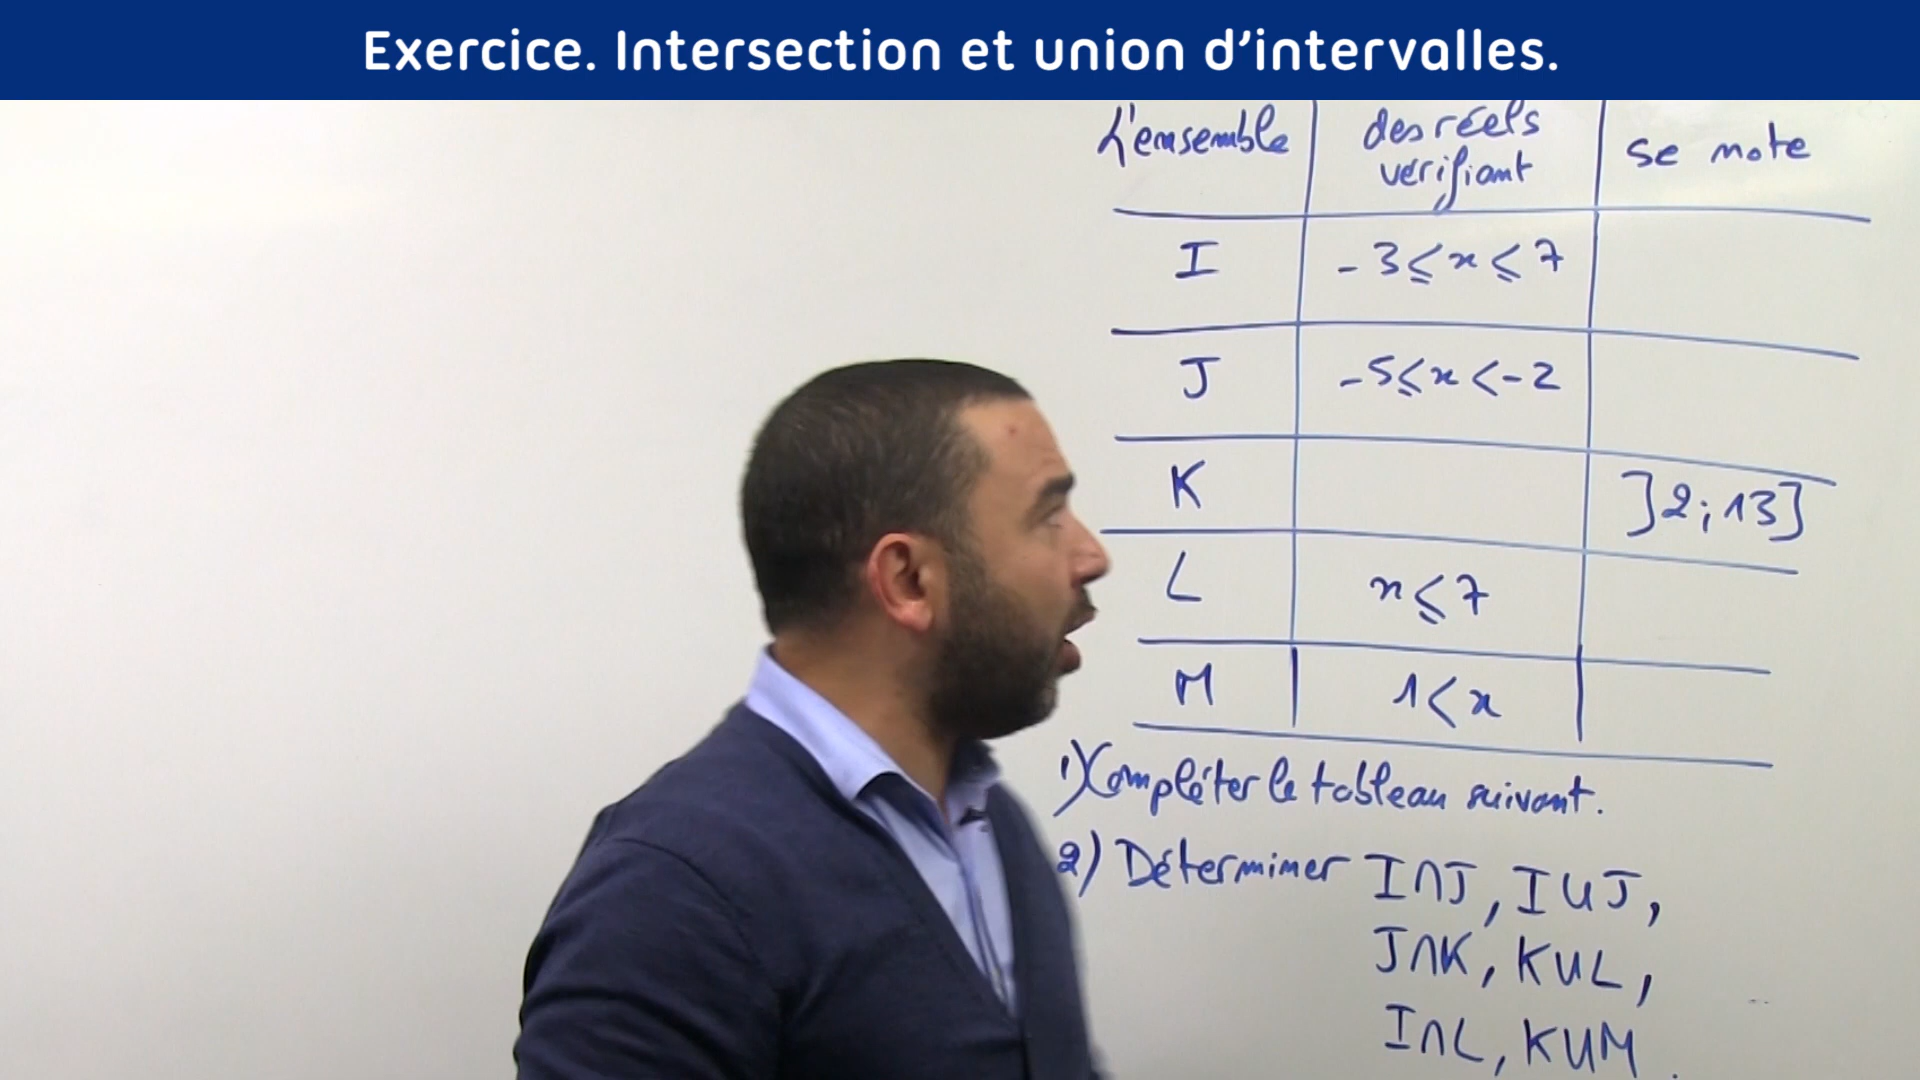 Exercice. Intersection et union d'intervalles.
L'ensemble des réels vérifiant se note
I -3⩽x⩽7
J -5⩽x<-2
K ]2;13]
L x⩽7
M 1<x
1) Compléter le tableau suivant.
2) Déterminer I∩J, I∪J,
J∩K, K∪L,
I∩L, K∪M.